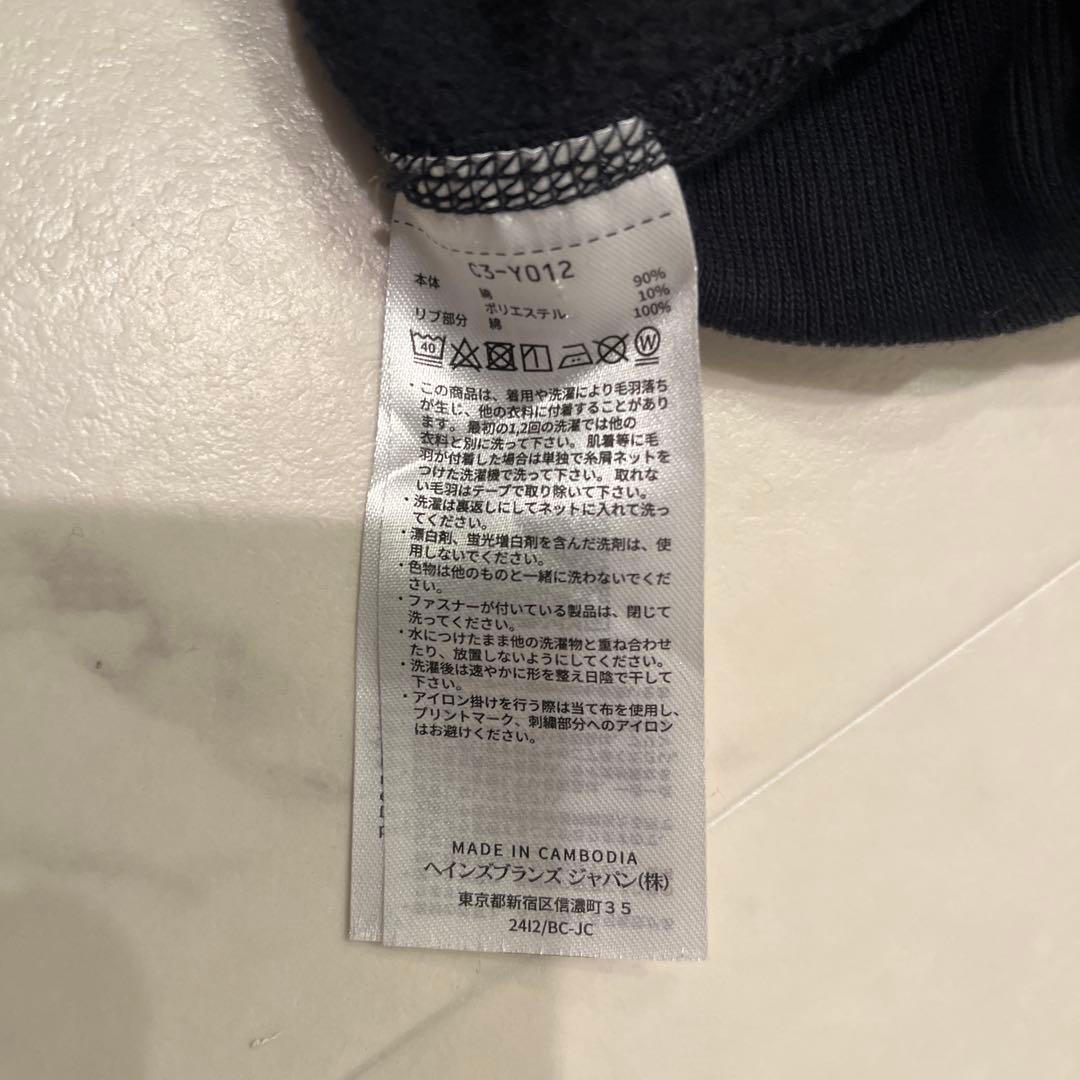 C3-Y012
本体 綿 90%
ポリエステル 10%
リブ部分 綿 100%
40 W
・この商品は、着用や洗濯により毛羽落ち
が生じ、他の衣料に付着することがあり
ます。最初の1,2回の洗濯では他の
衣料と別に洗って下さい。肌着等に毛
羽が付着した場合は単独で糸屑ネットを
つけた洗濯機で洗って下さい。取れな
い毛羽はテープで取り除いて下さい。
・洗濯は裏返しにしてネットに入れて洗っ
てください。
・漂白剤、蛍光増白剤を含んだ洗剤は、使
用しないでください。
・色物は他のものと一緒に洗わないでくだ
さい。
・ファスナーが付いている製品は、閉じて
洗ってください。
・水につけたまま他の洗濯物と重ね合わせ
たり、放置しないようにしてください。
・洗濯後は速やかに形を整え日陰で干して
下さい。
・アイロン掛けを行う際は当て布を使用し、
プリントマーク、刺繍部分へのアイロン
はお避けください。
MADE IN CAMBODIA
ヘインズブランズ ジャパン(株)
東京都新宿区信濃町35
24I2/BC-JC